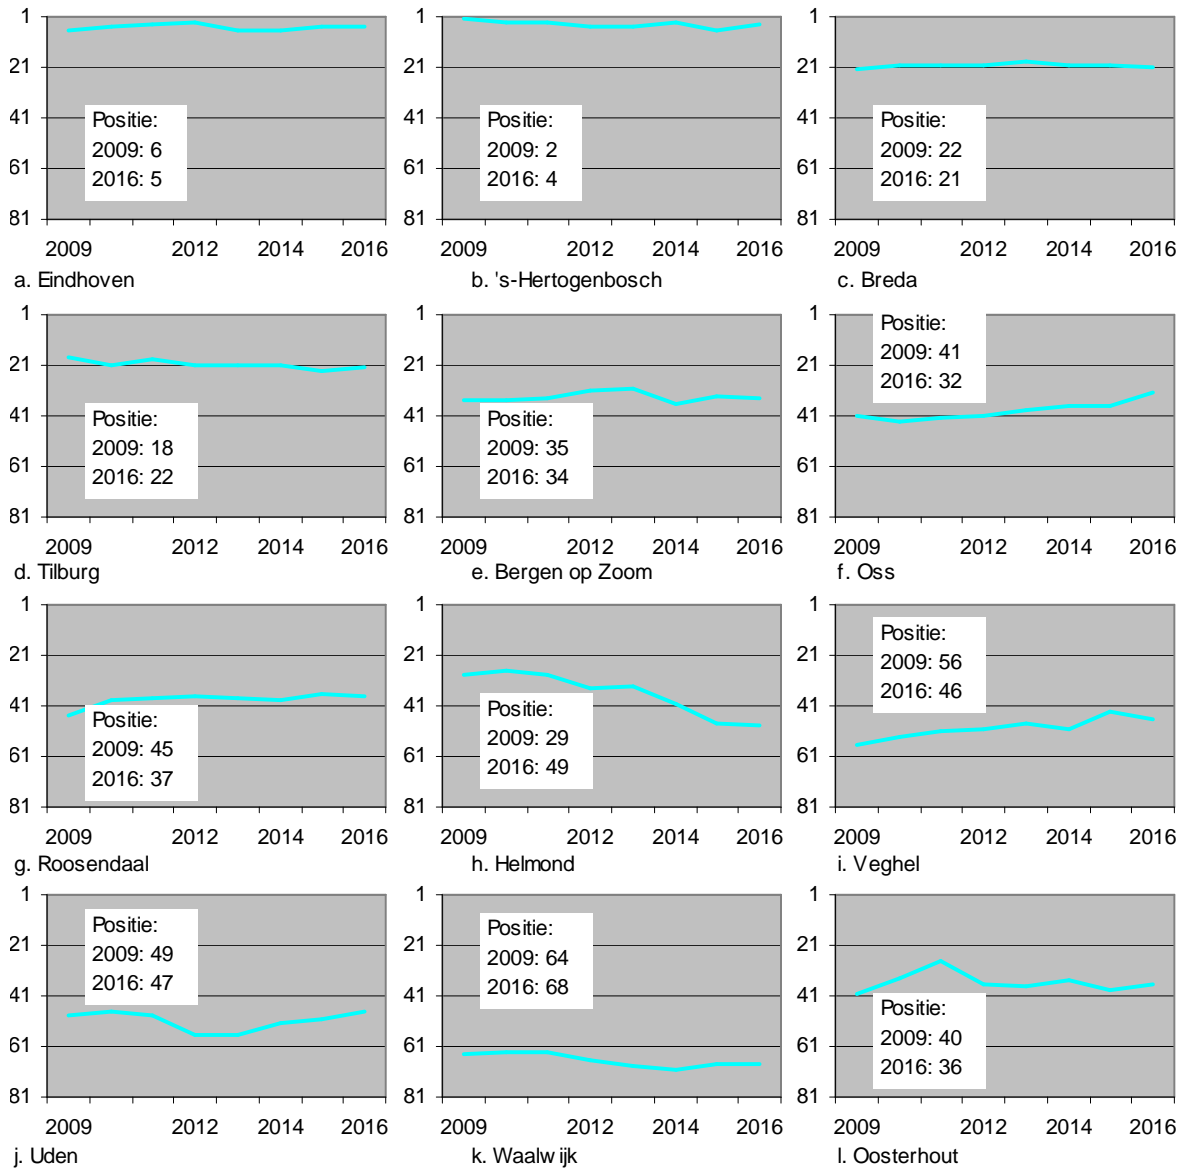 1
21
41
61
81
Positie:
2009: 6
2016: 5
2009 2012 2014 2016
a. Eindhoven
1
21
41
61
81
Positie:
2009: 2
2016: 4
2009 2012 2014 2016
b. 's-Hertogenbosch
1
21
41
61
81
Positie:
2009: 22
2016: 21
2009 2012 2014 2016
c. Breda
1
21
41
61
81
Positie:
2009: 18
2016: 22
2009 2012 2014 2016
d. Tilburg
1
21
41
61
81
Positie:
2009: 35
2016: 34
2009 2012 2014 2016
e. Bergen op Zoom
1
21
41
61
81
Positie:
2009: 41
2016: 32
2009 2012 2014 2016
f. Oss
1
21
41
61
81
Positie:
2009: 45
2016: 37
2009 2012 2014 2016
g. Roosendaal
1
21
41
61
81
Positie:
2009: 29
2016: 49
2009 2012 2014 2016
h. Helmond
1
21
41
61
81
Positie:
2009: 56
2016: 46
2009 2012 2014 2016
i. Veghel
1
21
41
61
81
Positie:
2009: 49
2016: 47
2009 2012 2014 2016
j. Uden
1
21
41
61
81
Positie:
2009: 64
2016: 68
2009 2012 2014 2016
k. Waalwijk
1
21
41
61
81
Positie:
2009: 40
2016: 36
2009 2012 2014 2016
l. Oosterhout